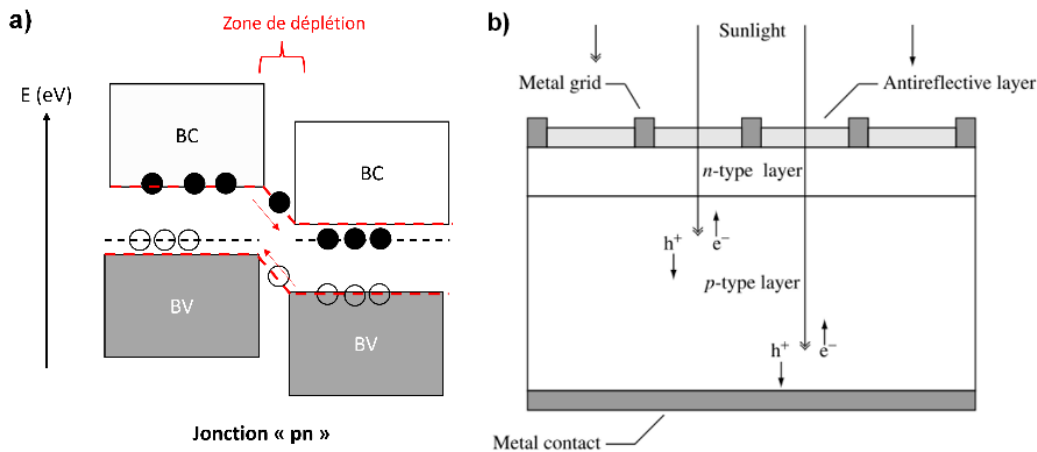 a)
Zone de déplétion
E (eV)
BC
BC
BV
BV
Jonction « pn »
b)
Sunlight
Metal grid
Antireflective layer
n-type layer
h+
e−
p-type layer
h+
e−
Metal contact